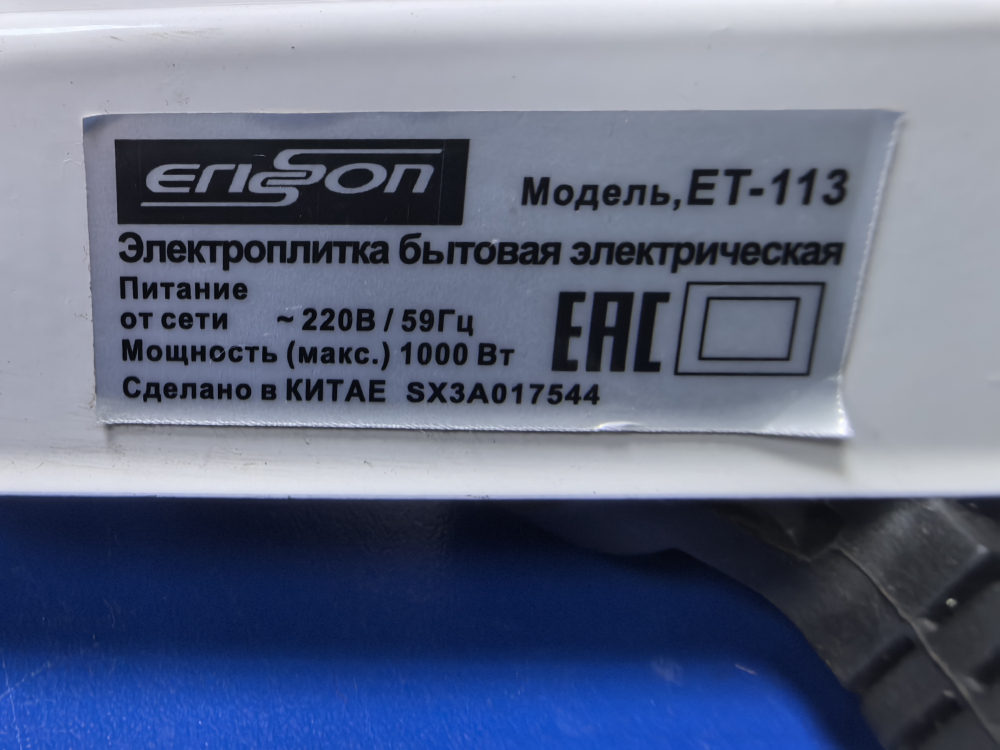 erisson
Модель,ET-113
Электроплитка бытовая электрическая
Питание
от сети ~220В / 59Гц
Мощность (макс.) 1000 Вт
EAC
Сделано в КИТАЕ SX3A017544